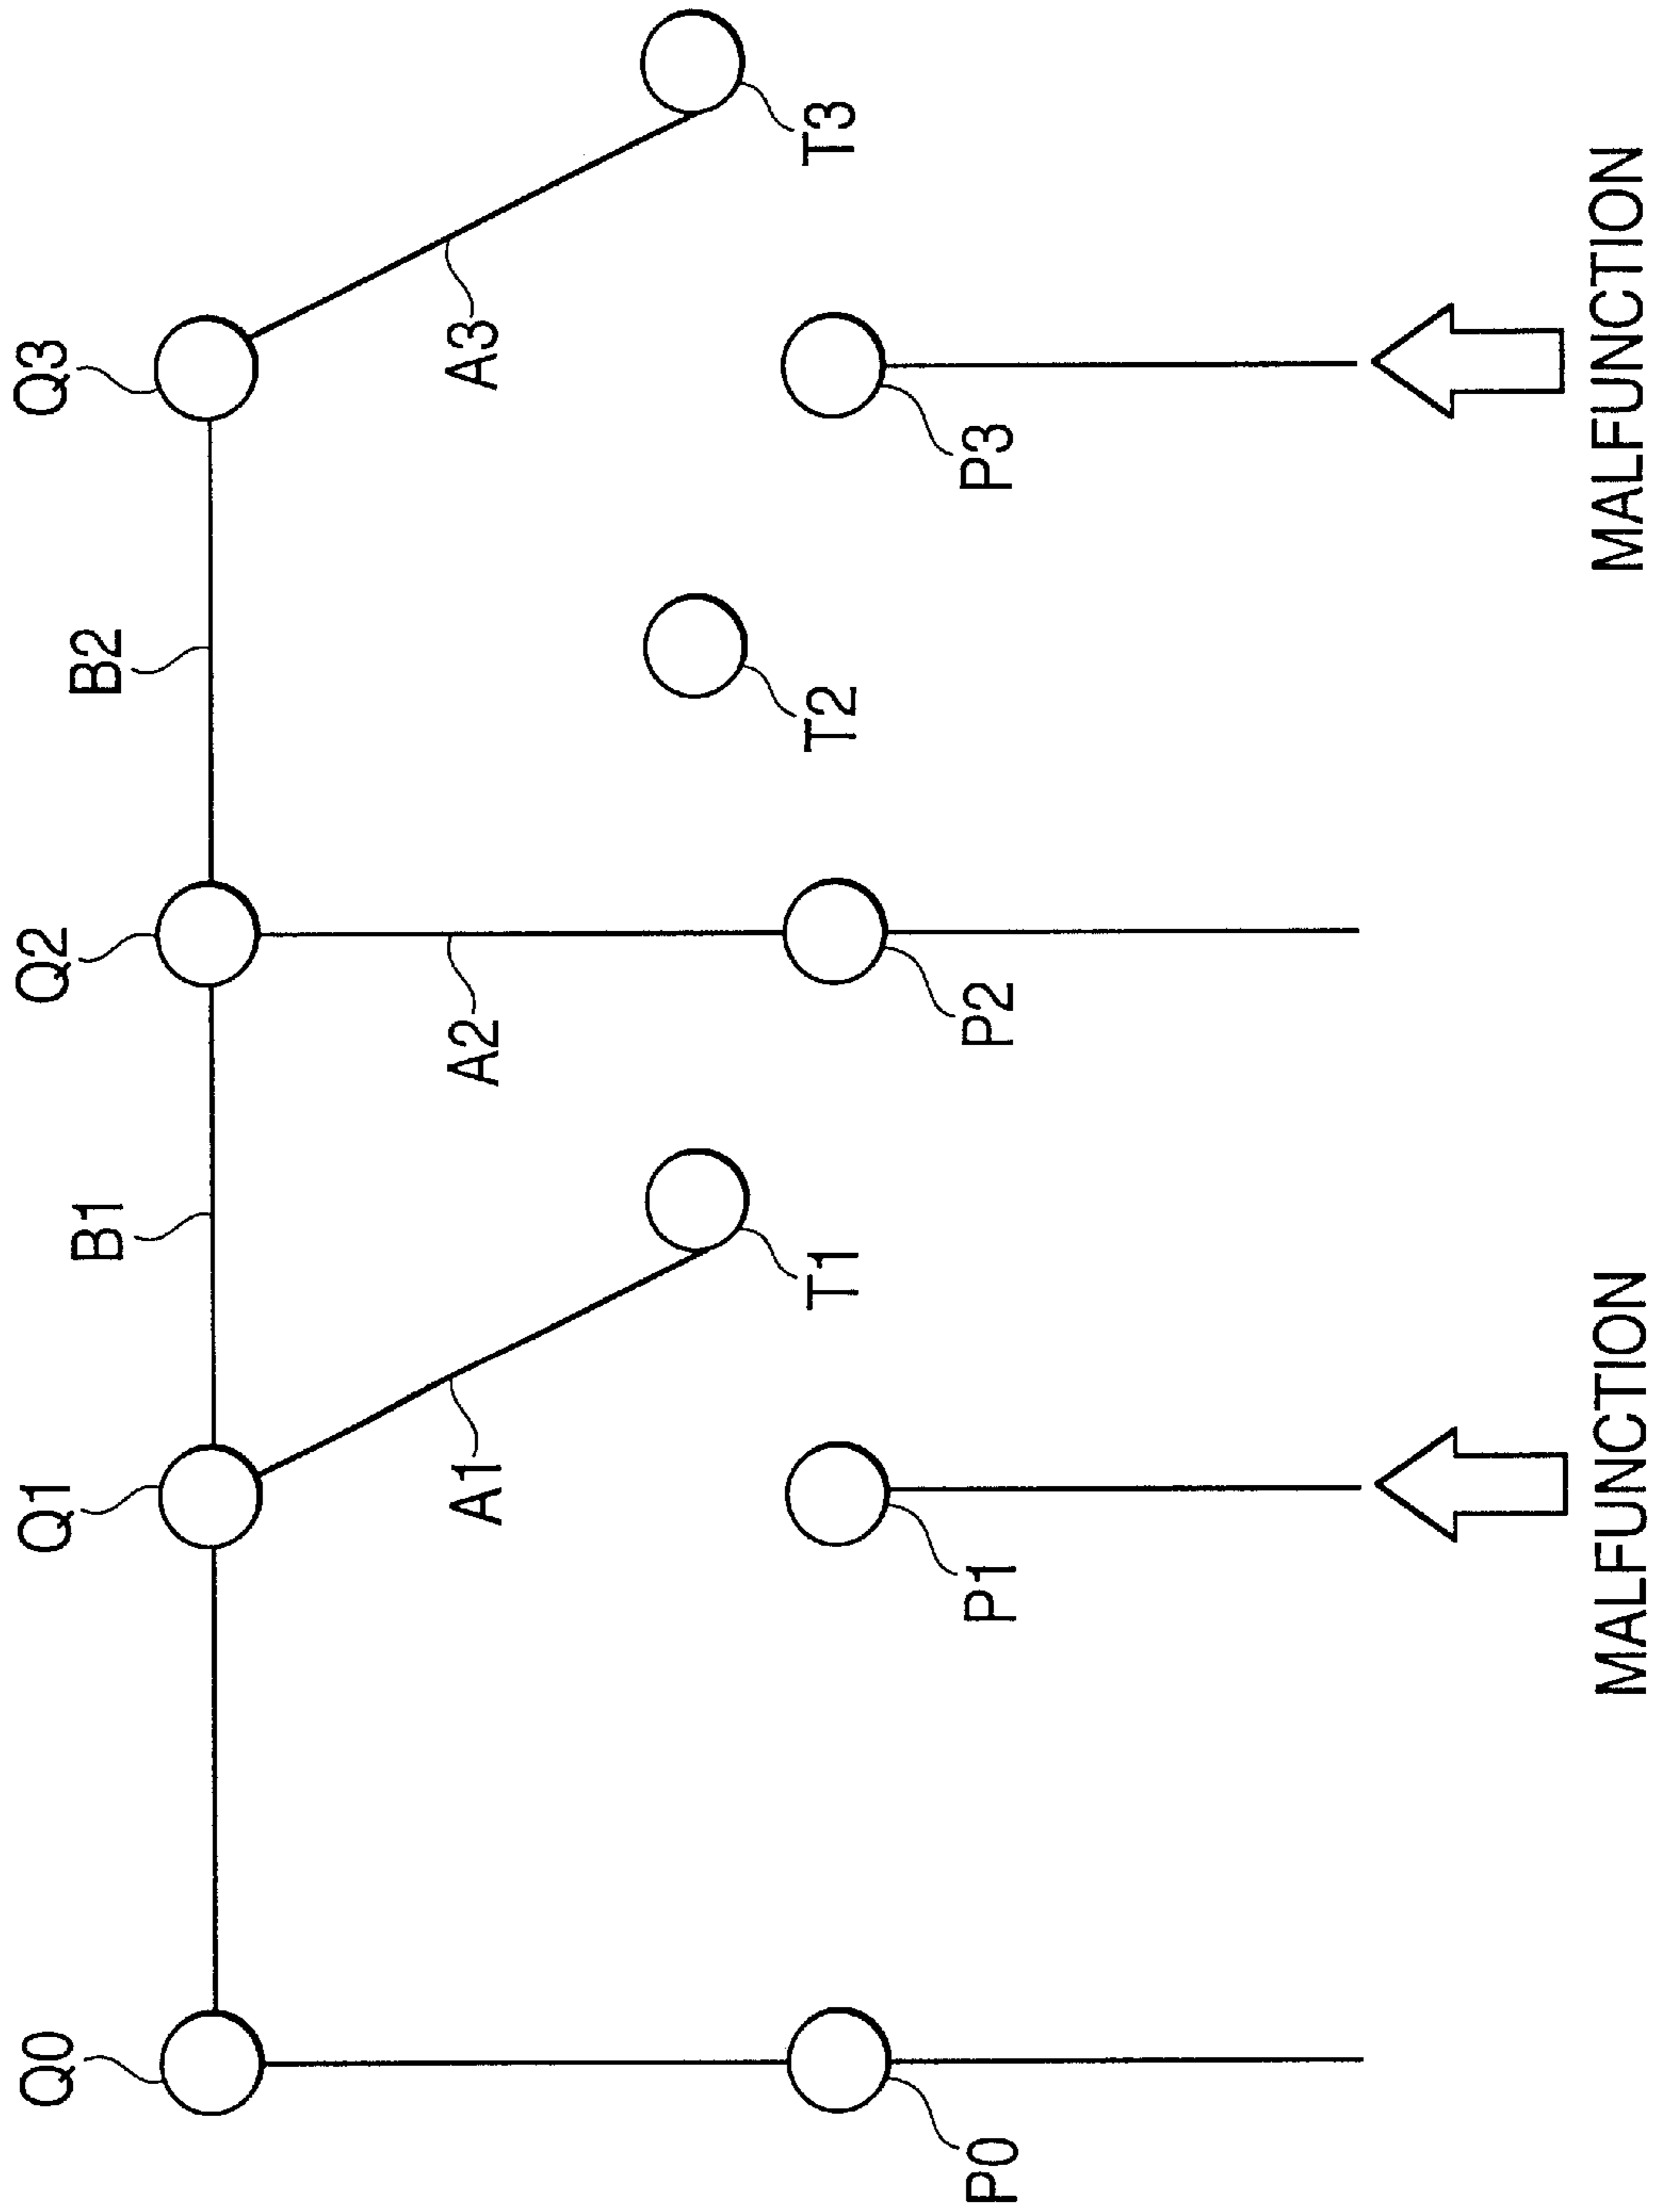 Q0
Q1
Q2
Q3
B1
B2
A1
A2
A3
T1
T2
T3
P0
P1
P2
P3
MALFUNCTION
MALFUNCTION